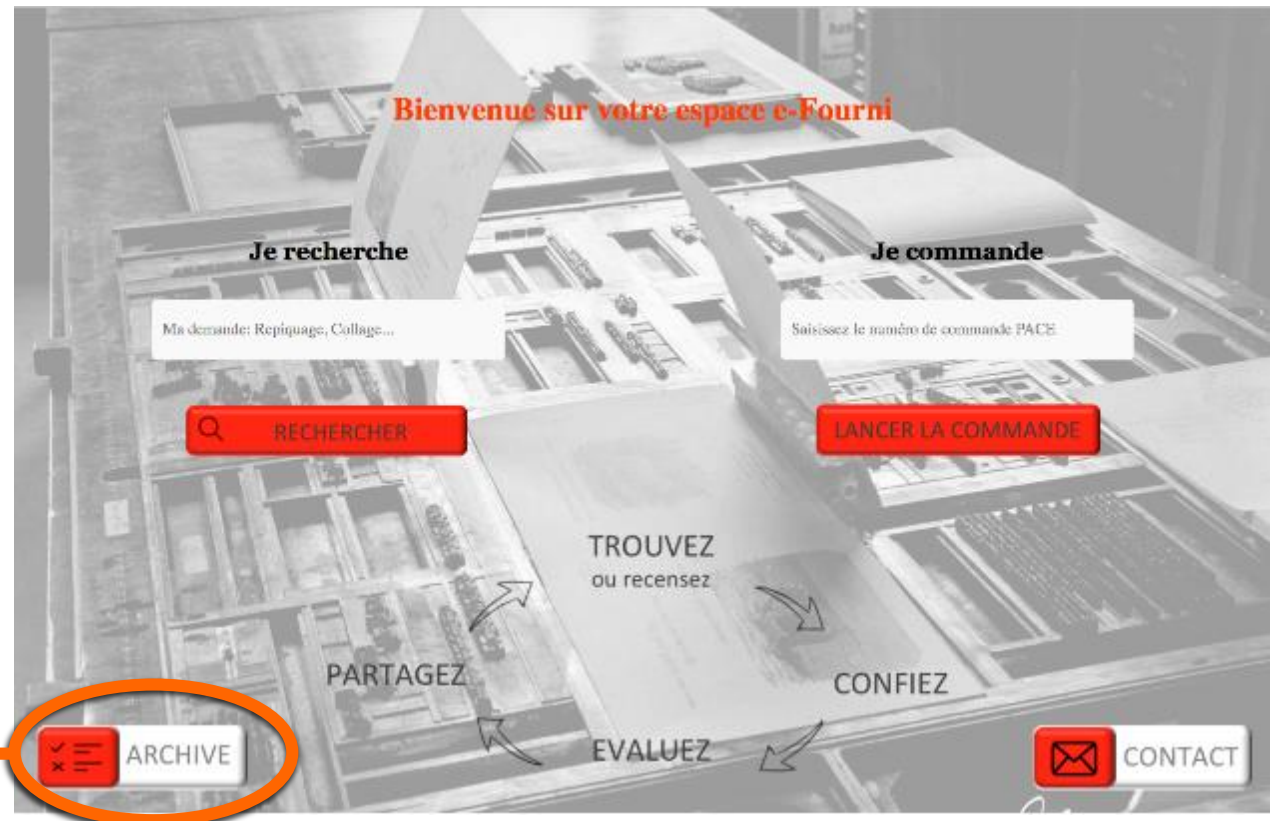 Bienvenue sur votre espace e-Fourni
Je recherche
Je commande
Ma demande: Repiquage, Collage...
Saisissez le numéro de commande PACE
RECHERCHER
LANCER LA COMMANDE
TROUVEZ
ou recensez
PARTAGEZ
CONFIEZ
EVALUEZ
ARCHIVE
CONTACT